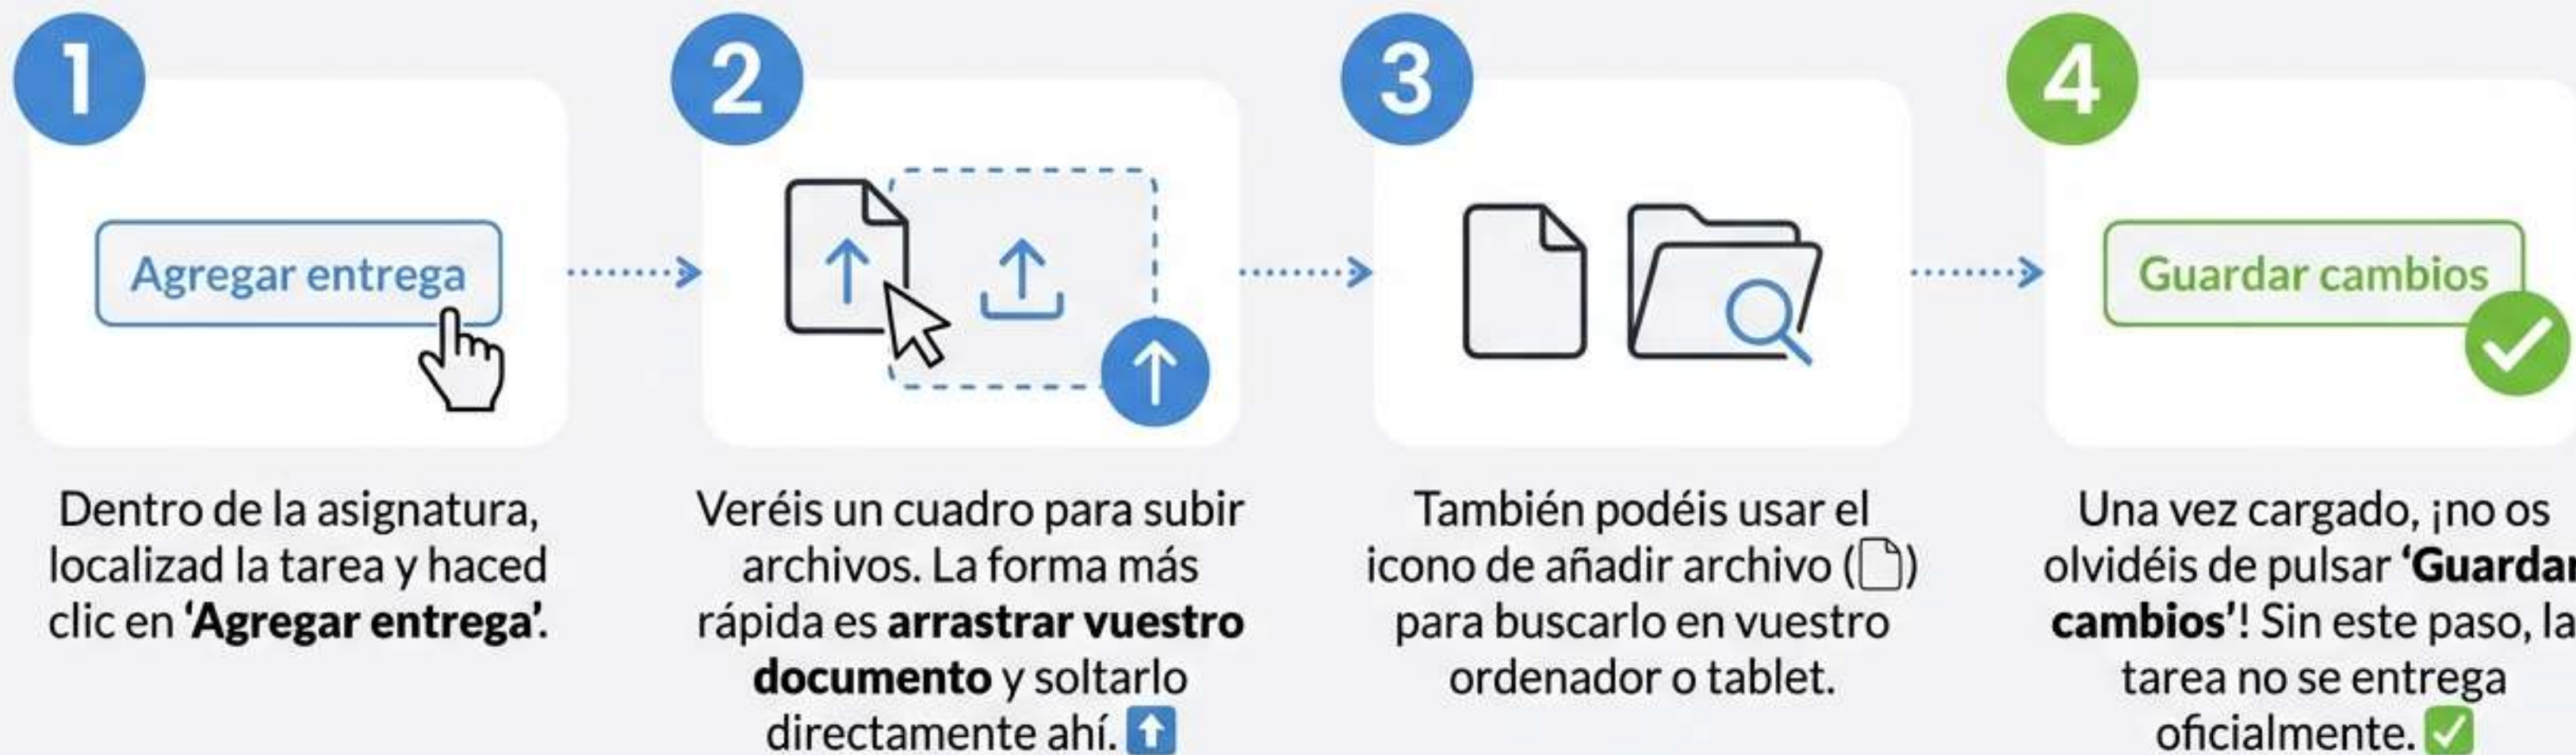 1
Agregar entrega
Dentro de la asignatura,
localizad la tarea y haced
clic en ‘Agregar entrega’.
2
Veréis un cuadro para subir
archivos. La forma más
rápida es arrastrar vuestro
documento y soltarlo
directamente ahí. ⬆️
3
También podéis usar el
icono de añadir archivo (🗋)
para buscarlo en vuestro
ordenador o tablet.
4
Guardar cambios
Una vez cargado, ¡no os
olvidéis de pulsar ‘Guardar
cambios’! Sin este paso, la
tarea no se entrega
oficialmente. ✅